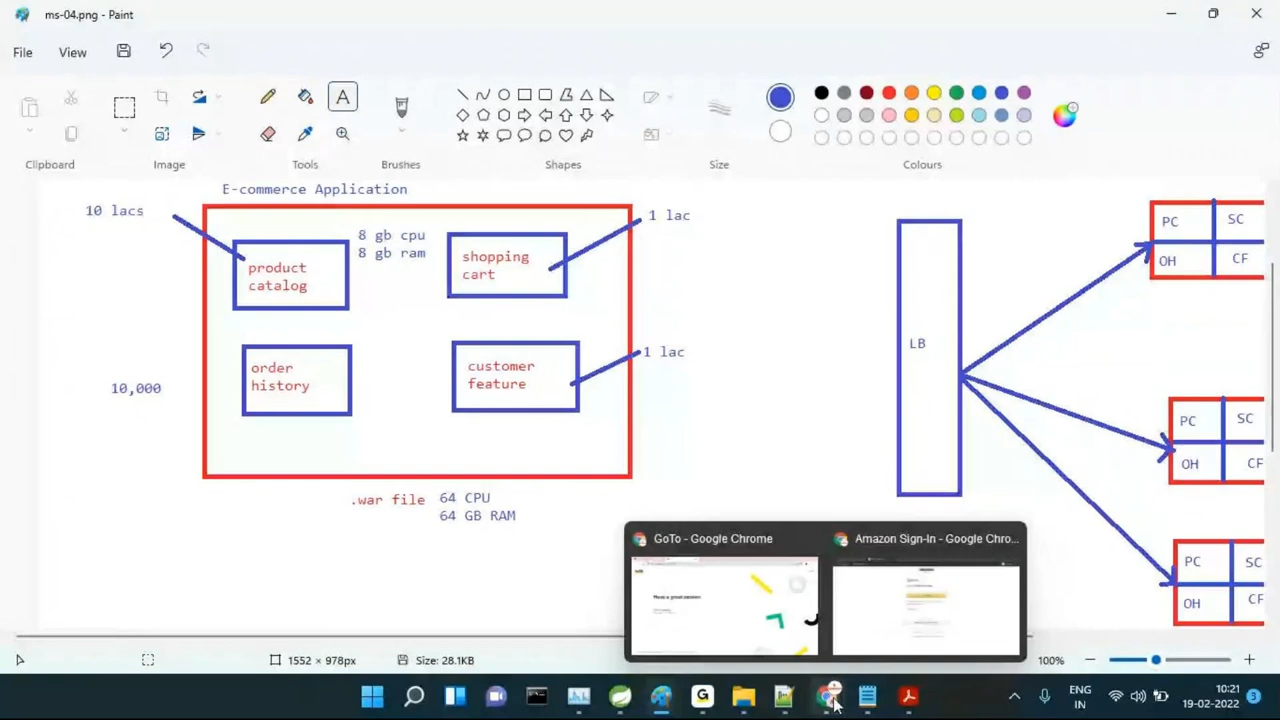 ms-04.png - Paint
File
View
Clipboard
Image
Tools
Brushes
Shapes
Size
Colours
E-commerce Application
10 lacs
8 gb cpu
8 gb ram
1 lac
product
catalog
shopping
cart
order
history
customer
feature
1 lac
10,000
.war file
64 CPU
64 GB RAM
LB
PC
SC
OH
CF
PC
SC
OH
CF
PC
SC
OH
CF
GoTo - Google Chrome
Amazon Sign-In - Google Chro...
1552 × 978px
Size: 28.1KB
100%
ENG
IN
10:21
19-02-2022
3